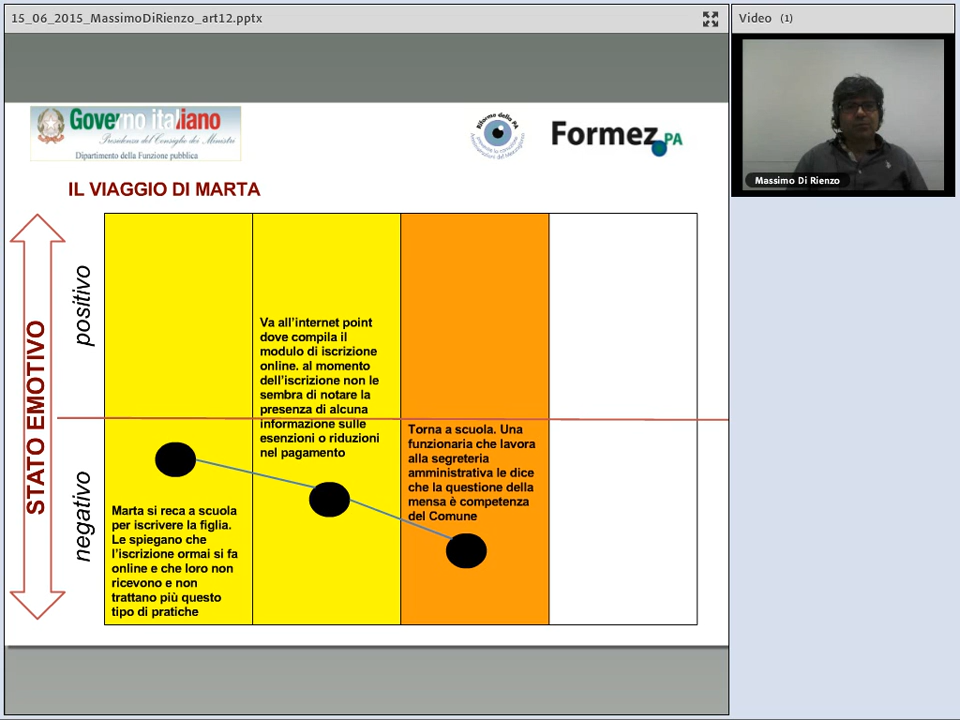 15_06_2015_MassimoDiRienzo_art12.pptx
Video (1)
Governo italiano
Presidenza del Consiglio dei Ministri
Dipartimento della Funzione pubblica
Riforma della PA
Formez PA
Massimo Di Rienzo
IL VIAGGIO DI MARTA
STATO EMOTIVO
positivo
negativo
Marta si reca a scuola
per iscrivere la figlia.
Le spiegano che
l'iscrizione ormai si fa
online e che loro non
ricevono e non
trattano più questo
tipo di pratiche
Va all'internet point
dove compila il
modulo di iscrizione
online. al momento
dell'iscrizione non le
sembra di notare la
presenza di alcuna
informazione sulle
esenzioni o riduzioni
nel pagamento
Torna a scuola. Una
funzionaria che lavora
alla segreteria
amministrativa le dice
che la questione della
mensa è competenza
del Comune